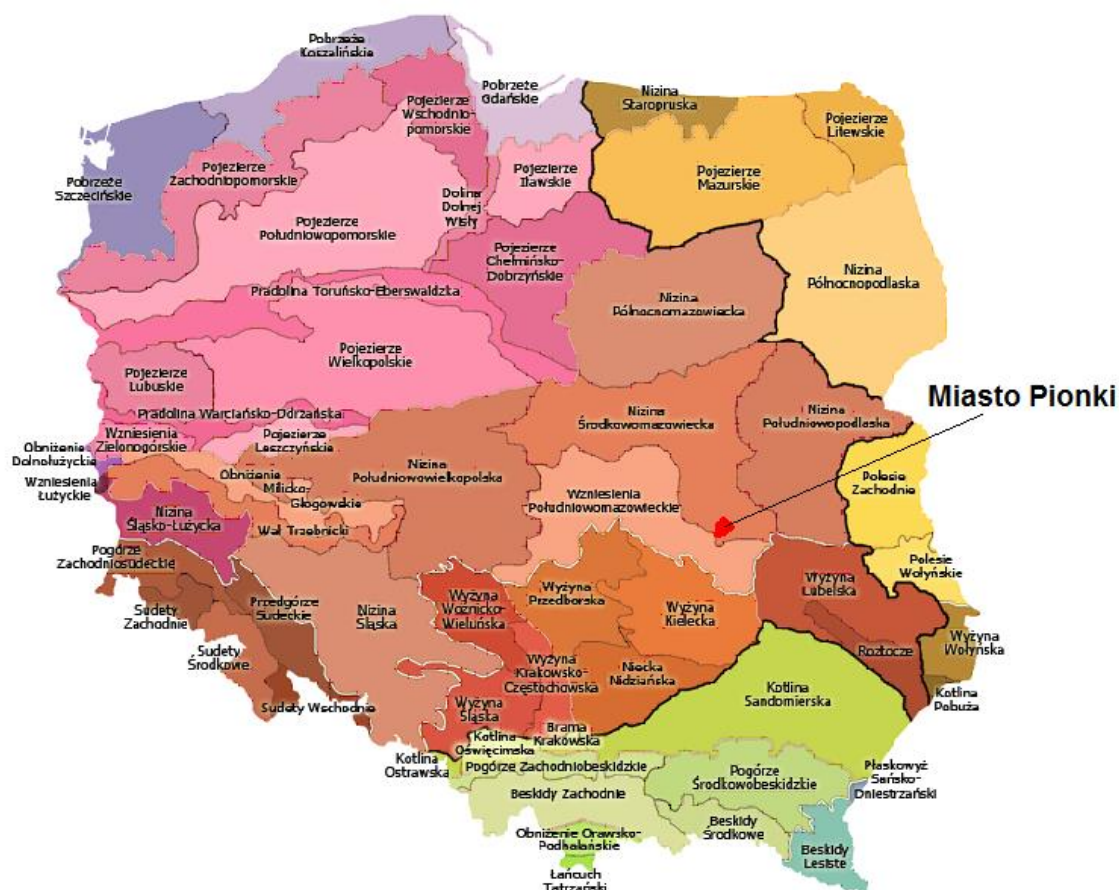 Pobrzeże
Koszalińskie
Pobrzeże
Gdańskie
Nizina
Staropruska
Pojezierze
Litewskie
Pojezierze
Wschodnio-
pomorskie
Pobrzeże
Szczecińskie
Pojezierze
Zachodniopomorskie
Pojezierze
Iławskie
Pojezierze
Mazurskie
Dolina
Dolnej
Wisły
Pojezierze
Południowopomorskie
Pojezierze
Chełmińsko-
Dobrzyńskie
Nizina
Północnopodlaska
Pradolina Toruńsko-Eberswaldzka
Nizina
Północnomazowiecka
Pojezierze
Wielkopolskie
Pojezierze
Lubuskie
Miasto Pionki
Pradolina Warciańsko-Odrzańska
Nizina
Środkowomazowiecka
Nizina
Południowopodlaska
Wzniesienia
Zielonogórskie
Pojezierze
Leszczyńskie
Obniżenie
Dolnołużyckie
Wzniesienia
Łużyckie
Obniżenie
Milicko-
Głogowskie
Nizina
Południowowielkopolska
Wzniesienia
Południowomazowieckie
Polesie
Zachodnie
Nizina
Śląsko-Łużycka
Wał Trzebnicki
Pogórze
Zachodniosudeckie
Polesie
Wołyńskie
Sudety
Zachodnie
Przedgórze
Sudeckie
Nizina
Śląska
Wyżyna
Woźnicko-
Wieluńska
Wyżyna
Przedborska
Wyżyna
Kielecka
Wyżyna
Lubelska
Wyżyna
Wołyńska
Sudety
Środkowe
Roztocze
Wyżyna
Krakowsko-
Częstochowska
Niecka
Nidziańska
Kotlina
Sandomierska
Kotlina
Pobuża
Sudety Wschodnie
Wyżyna
Śląska
Brama
Krakowska
Kotlina
Oświęcimska
Kotlina
Ostrawska
Pogórze Zachodniobeskidzkie
Pogórze
Środkowobeskidzkie
Płaskowyż
Sańsko-
Dniestrzański
Beskidy Zachodnie
Beskidy
Środkowe
Beskidy
Lesiste
Obniżenie Orawsko-
Podhalańskie
Łańcuch
Tatrzański